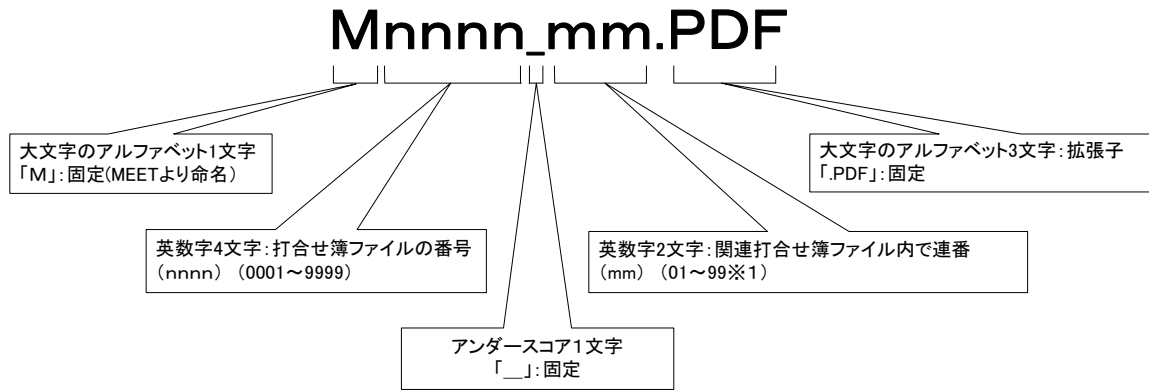 Mnnnn_mm.PDF
大文字のアルファベット1文字
「M」:固定(MEETより命名)
大文字のアルファベット3文字:拡張子
「.PDF」:固定
英数字4文字:打合せ簿ファイルの番号
(nnnn) (0001~9999)
英数字2文字:関連打合せ簿ファイル内で連番
(mm) (01~99※1)
アンダースコア1文字
「__」:固定